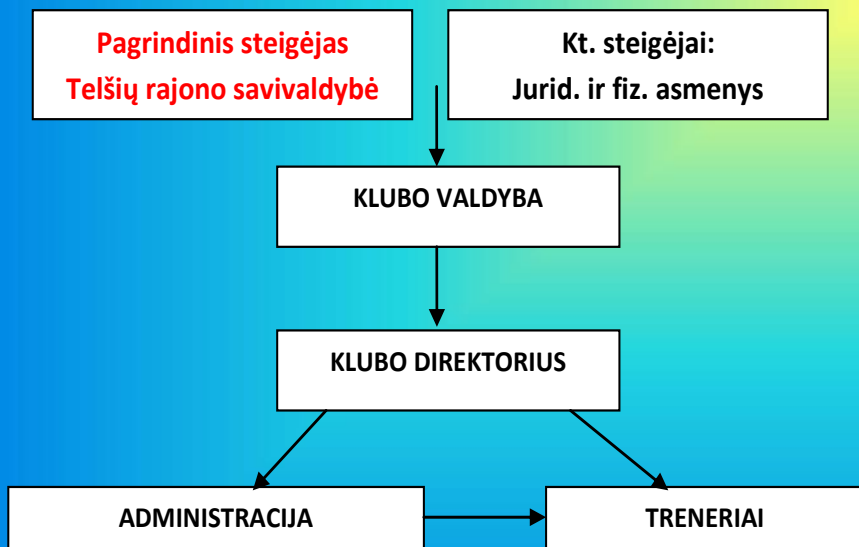 Pagrindinis steigėjas
Telšių rajono savivaldybė
Kt. steigėjai:
Jurid. ir fiz. asmenys
KLUBO VALDYBA
KLUBO DIREKTORIUS
ADMINISTRACIJA
TRENERIAI